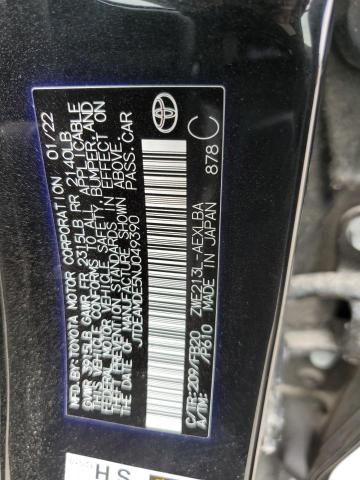 MFD.BY:TOYOTA MOTOR CORPORATION 01/22
GVWR 3915LB GAWR FR 2315LB RR 2140LB
THIS VEHICLE CONFORMS TO ALL APPLICABLE
FEDERAL MOTOR VEHICLE SAFETY, BUMPER, AND
THEFT PREVENTION STANDARDS IN EFFECT ON
THE DATE OF MANUFACTURE SHOWN ABOVE.
JTDEAMDE5NJ049390 PASS.CAR
C/TR:209/FB20 ZWE213L-AEXLBA
A/TM: /P610 MADE IN JAPAN 878 C
HS